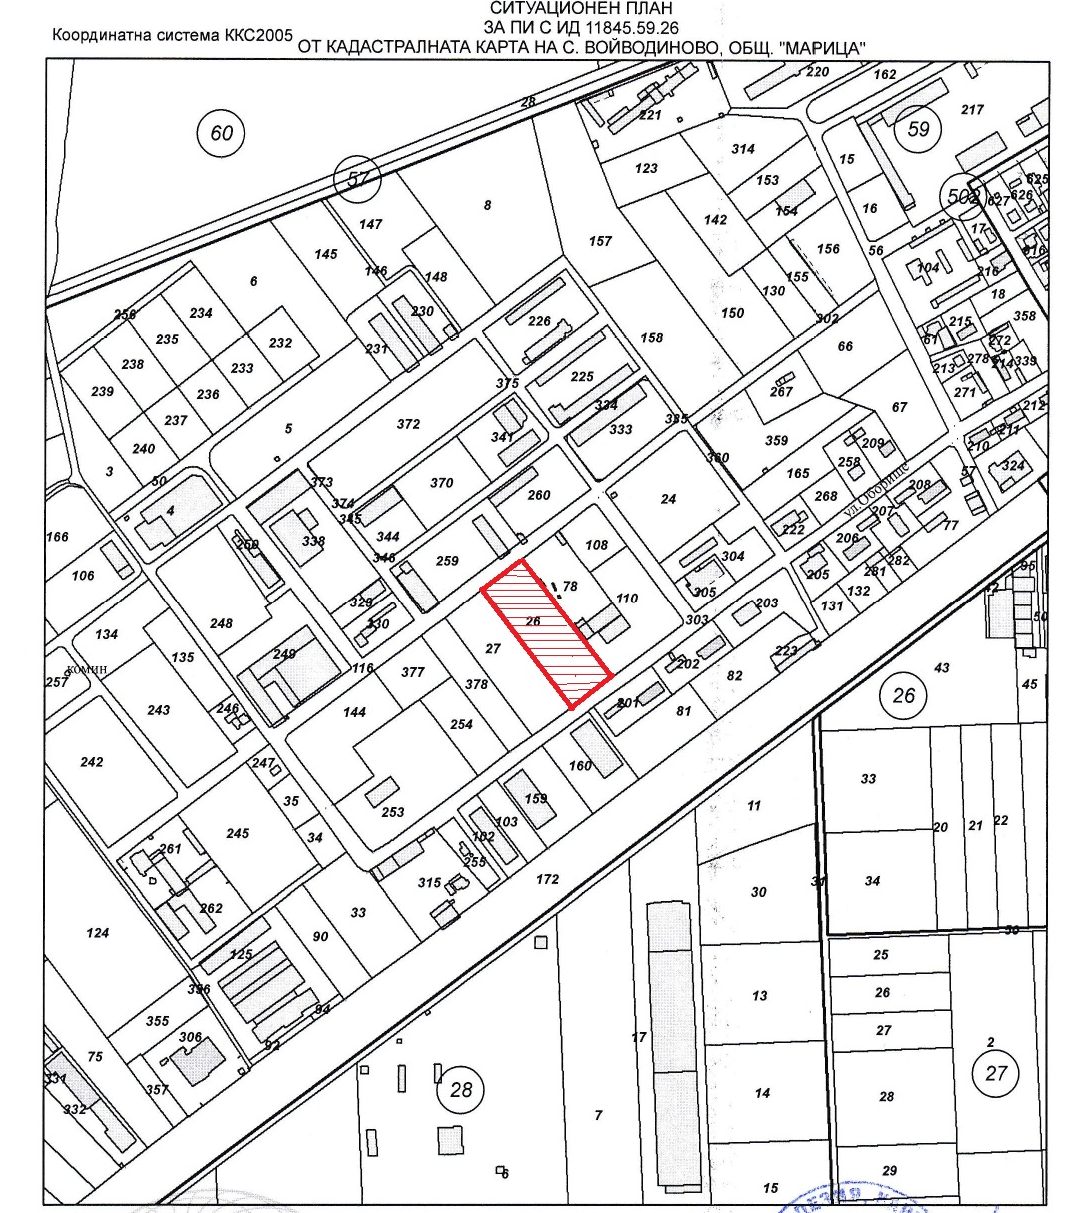 СИТУАЦИОНЕН ПЛАН
ЗА ПИ С ИД 11845.59.26
Координатна система ККС2005
ОТ КАДАСТРАЛНАТА КАРТА НА С. ВОЙВОДИНОВО, ОБЩ. "МАРИЦА"
220 162
28 221 217
60 59
314 15
123 57 153 625
8 142 154 16 502 627 626
147 17
157 156 56 616
145 146 148 104 216
6 155 130 18
256 234 230 226 150 302 215 358
235 232 231 158 66 61 272
238 233 375 225 213 278 214 339
239 236 267 271
237 5 372 334 335 67 212
240 341 333 359 209 210 211
3 360 258 57 324
50 373 370 260 165 208
4 374 24 268 ул.Оборище
166 345 344 222 207 77
250 338 346 108 304 206
106 259 78 205 281 282 95
329 305 110 132 42
134 248 330 26 303 203 131 50
135 249 27 202 223
комин 116 377 43
257 378 82 26 45
243 246 144 201 81
254
242 247 160 33
35 159 11
253 103 20 21 22
245 34 102
261 255
315 172 34 31
262 33 30
124 90 50
125 25
356 13 26
355 94 27
306 92 17 2
75
331 357 28 14 28 27
332 7
6 29
15